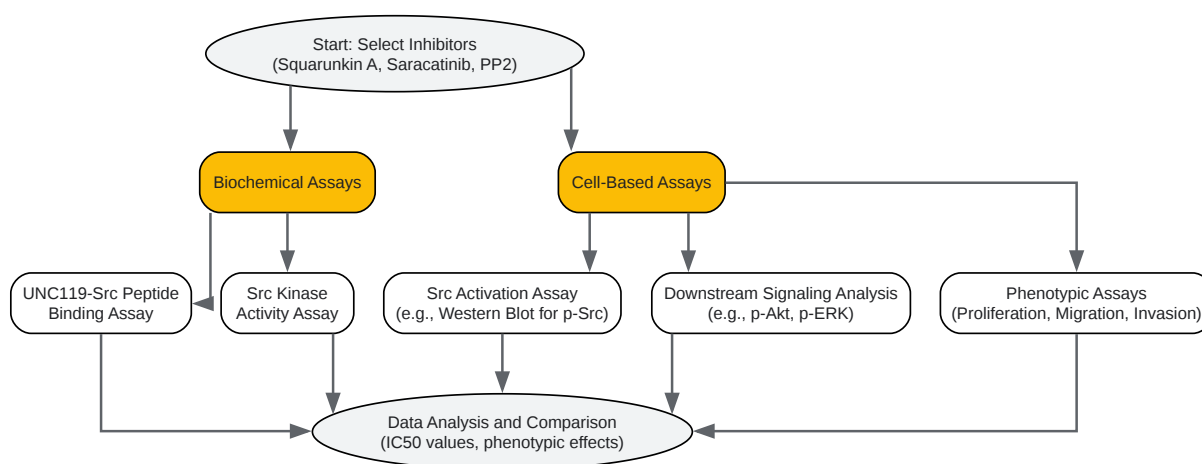 Start: Select Inhibitors
(Squarunkin A, Saracatinib, PP2)
Biochemical Assays
Cell-Based Assays
UNC119-Src Peptide
Binding Assay
Src Kinase
Activity Assay
Src Activation Assay
(e.g., Western Blot for p-Src)
Downstream Signaling Analysis
(e.g., p-Akt, p-ERK)
Phenotypic Assays
(Proliferation, Migration, Invasion)
Data Analysis and Comparison
(IC50 values, phenotypic effects)